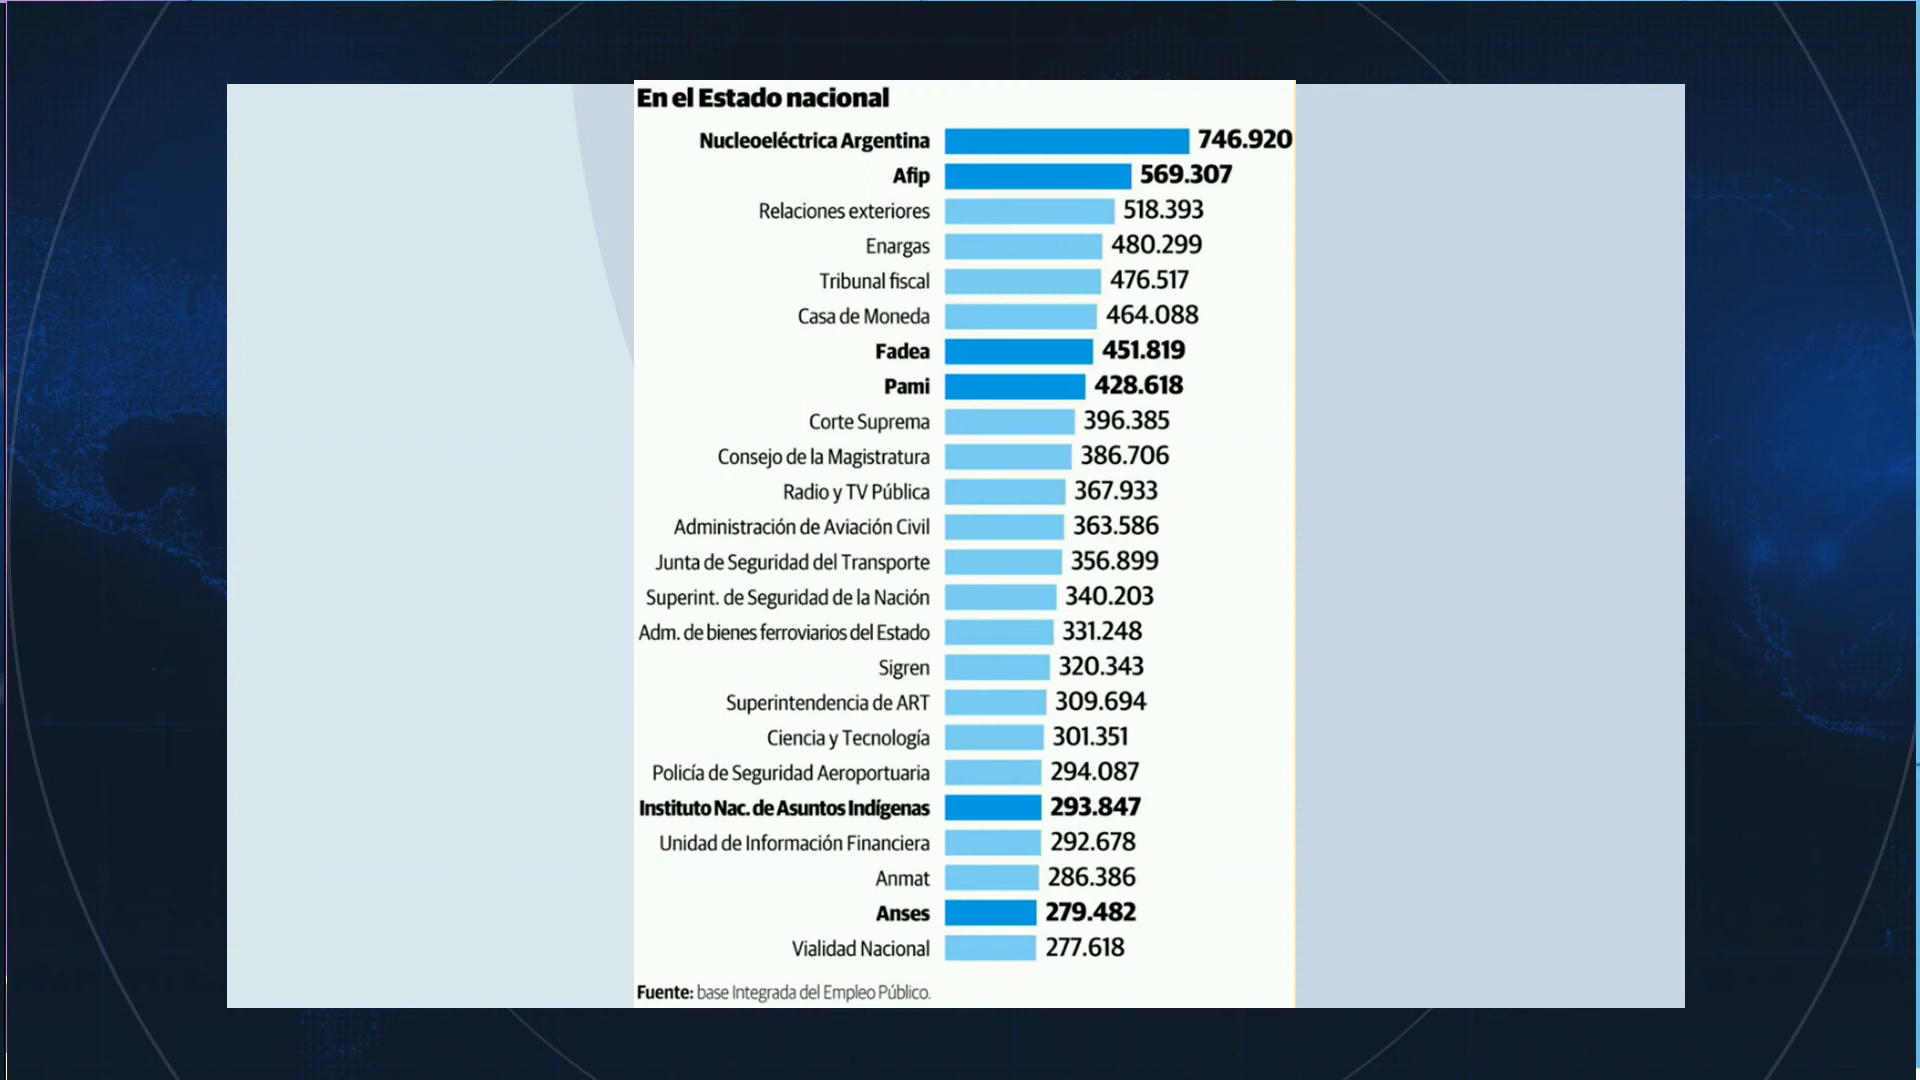 En el Estado nacional
Nucleoeléctrica Argentina 746.920
Afip 569.307
Relaciones exteriores 518.393
Enargas 480.299
Tribunal fiscal 476.517
Casa de Moneda 464.088
Fadea 451.819
Pami 428.618
Corte Suprema 396.385
Consejo de la Magistratura 386.706
Radio y TV Pública 367.933
Administración de Aviación Civil 363.586
Junta de Seguridad del Transporte 356.899
Superint. de Seguridad de la Nación 340.203
Adm. de bienes ferroviarios del Estado 331.248
Sigren 320.343
Superintendencia de ART 309.694
Ciencia y Tecnología 301.351
Policía de Seguridad Aeroportuaria 294.087
Instituto Nac. de Asuntos Indígenas 293.847
Unidad de Información Financiera 292.678
Anmat 286.386
Anses 279.482
Vialidad Nacional 277.618
Fuente: base Integrada del Empleo Público.